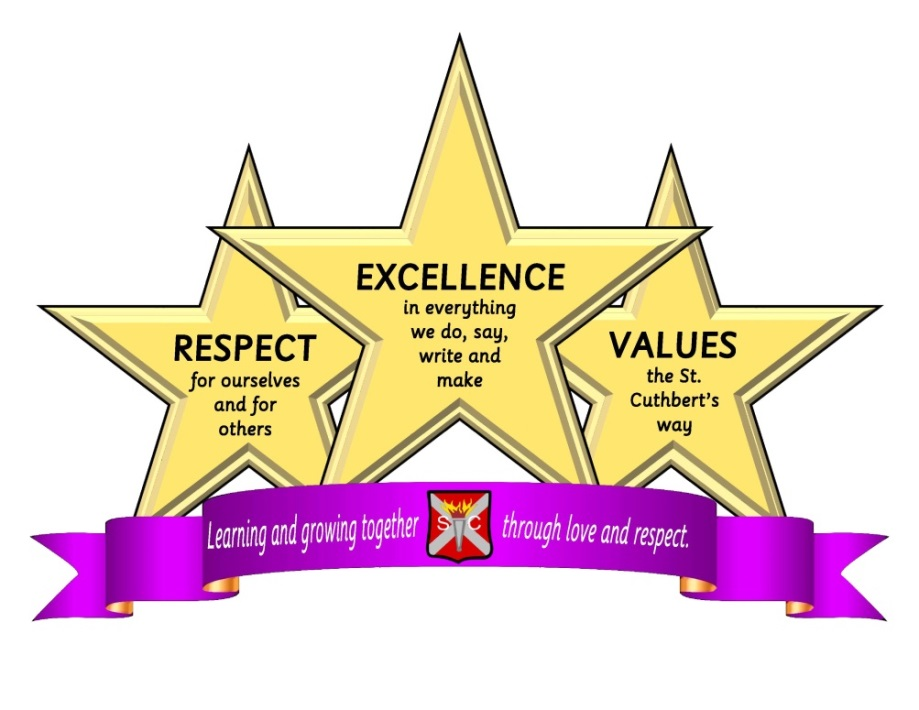 EXCELLENCE
in everything
we do, say,
write and
make
RESPECT
for ourselves
and for
others
VALUES
the St.
Cuthbert's
way
Learning and growing together S C through love and respect.